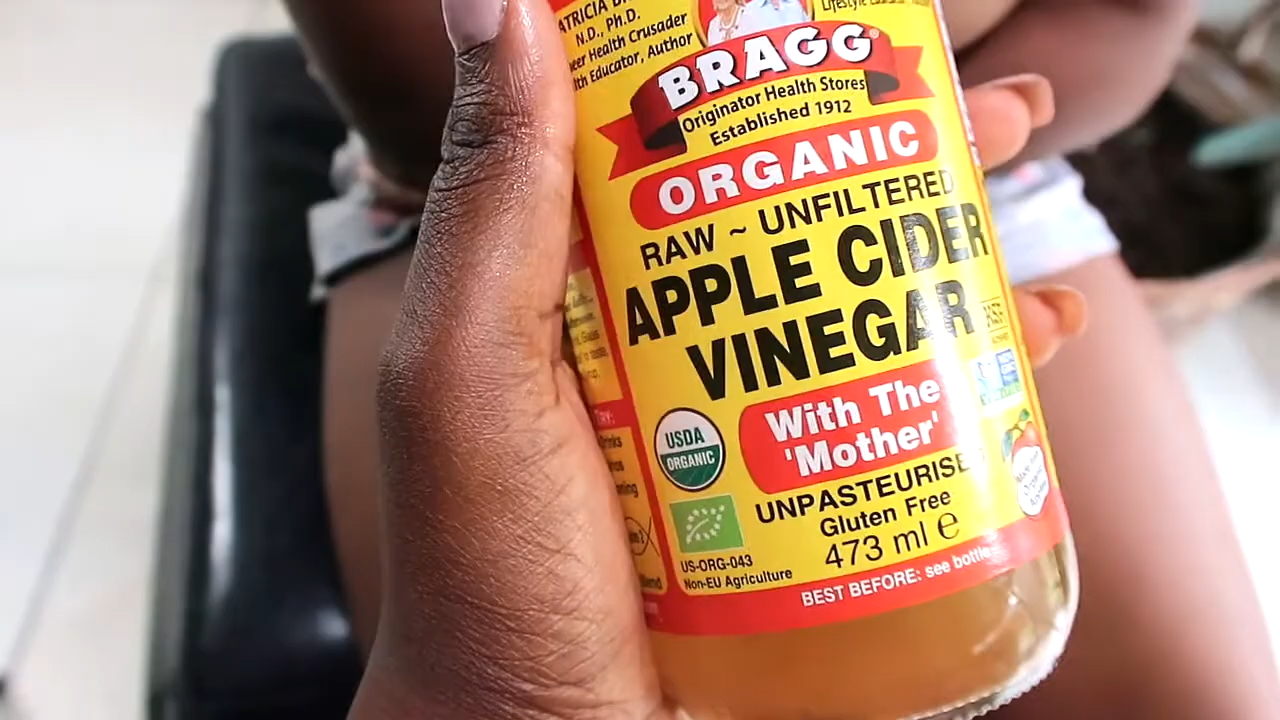 N.D., Ph.D.
Health Crusader
Educator, Author
BRAGG
Originator Health Stores
Established 1912
ORGANIC
RAW ~ UNFILTERED
APPLE CIDER
VINEGAR
With The
'Mother'
USDA
ORGANIC
UNPASTEURISE
Gluten Free
473 ml e
US-ORG-043
Non-EU Agriculture
BEST BEFORE: see bottle